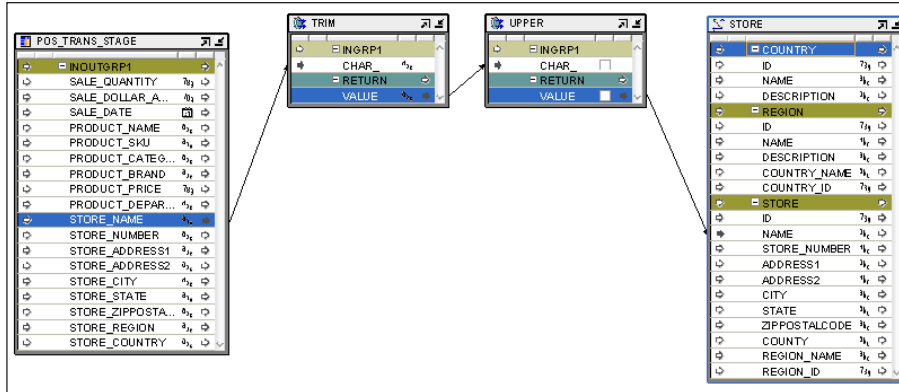 POS_TRANS_STAGE
INOUTGRP1
SALE_QUANTITY
SALE_DOLLAR_A...
SALE_DATE
PRODUCT_NAME
PRODUCT_SKU
PRODUCT_CATEG...
PRODUCT_BRAND
PRODUCT_PRICE
PRODUCT_DEPAR...
STORE_NAME
STORE_NUMBER
STORE_ADDRESS1
STORE_ADDRESS2
STORE_CITY
STORE_STATE
STORE_ZIPPOSTA...
STORE_REGION
STORE_COUNTRY
TRIM
INGRP1
CHAR_
RETURN
VALUE
UPPER
INGRP1
CHAR_
RETURN
VALUE
STORE
COUNTRY
ID
NAME
DESCRIPTION
REGION
ID
NAME
DESCRIPTION
COUNTRY_NAME
COUNTRY_ID
STORE
ID
NAME
STORE_NUMBER
ADDRESS1
ADDRESS2
CITY
STATE
ZIPPOSTALCODE
COUNTY
REGION_NAME
REGION_ID